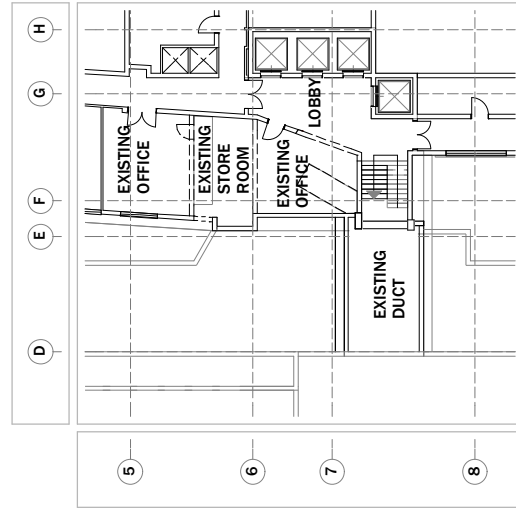 H
G
F
E
D
EXISTING
OFFICE
EXISTING
STORE
ROOM
EXISTING
OFFICE
LOBBY
EXISTING
DUCT
5
6
7
8